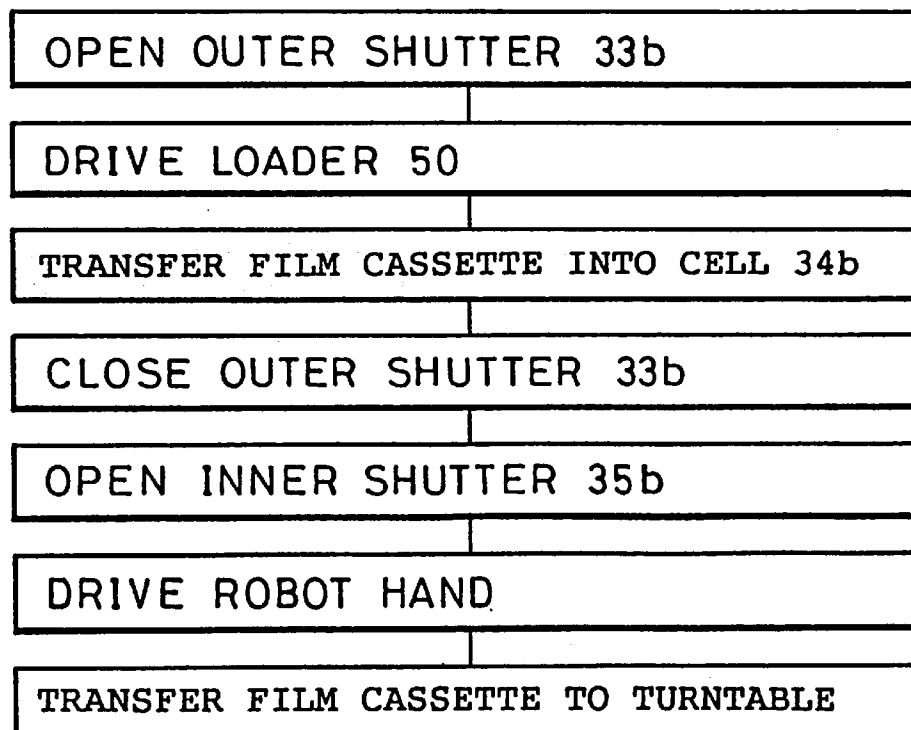 OPEN OUTER SHUTTER 33b
DRIVE LOADER 50
TRANSFER FILM CASSETTE INTO CELL 34b
CLOSE OUTER SHUTTER 33b
OPEN INNER SHUTTER 35b
DRIVE ROBOT HAND
TRANSFER FILM CASSETTE TO TURNTABLE